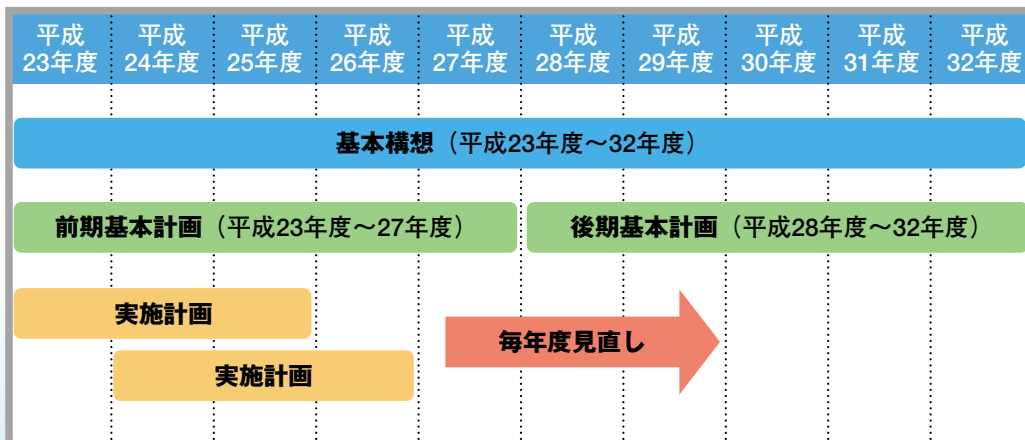 平成 平成 平成 平成 平成 平成 平成 平成 平成 平成
23年度 24年度 25年度 26年度 27年度 28年度 29年度 30年度 31年度 32年度
基本構想（平成23年度～32年度）
前期基本計画（平成23年度～27年度） 後期基本計画（平成28年度～32年度）
実施計画
毎年度見直し
実施計画